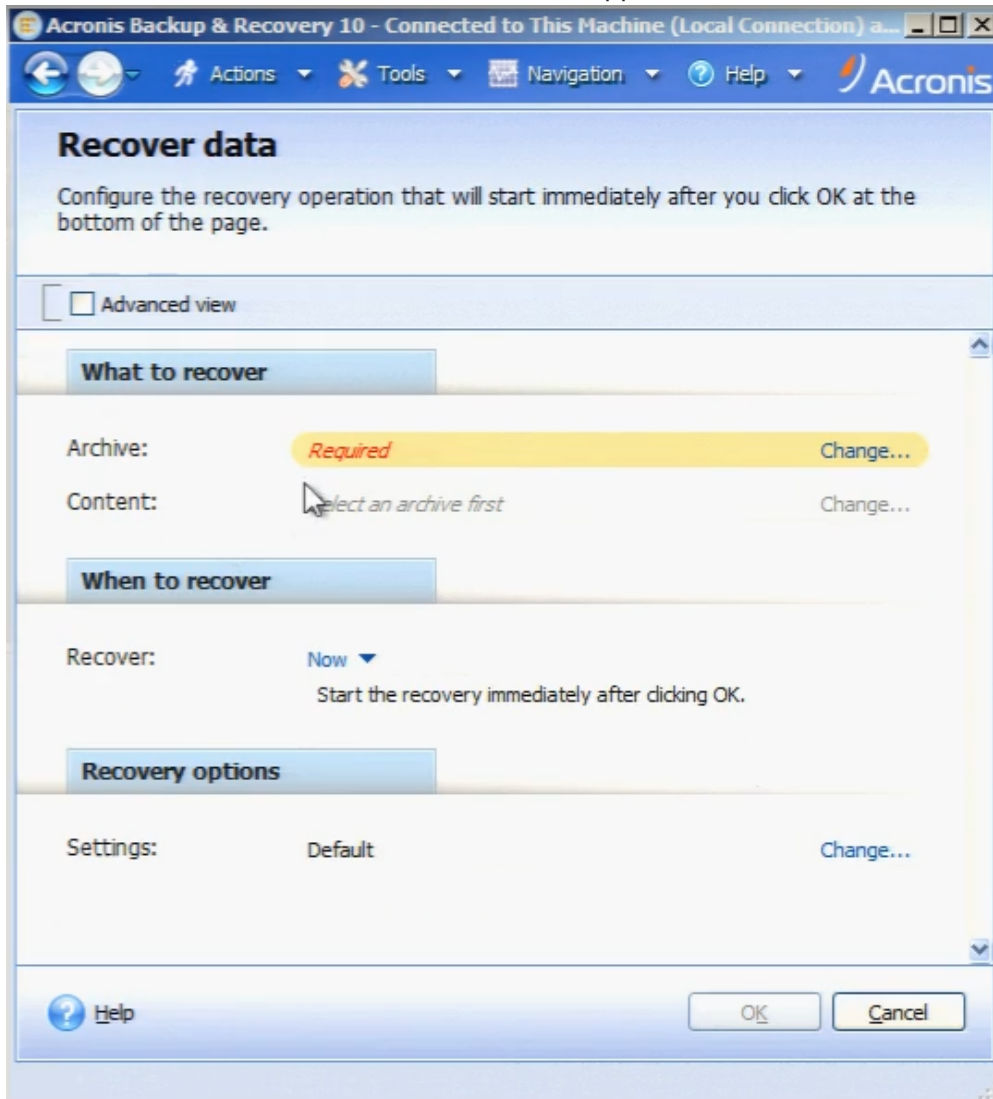 Acronis Backup & Recovery 10 - Connected to This Machine (Local Connection) a...
Actions Tools Navigation Help Acronis
Recover data
Configure the recovery operation that will start immediately after you click OK at the
bottom of the page.
Advanced view
What to recover
Archive: Required Change...
Content: Select an archive first Change...
When to recover
Recover: Now
Start the recovery immediately after clicking OK.
Recovery options
Settings: Default Change...
Help OK Cancel